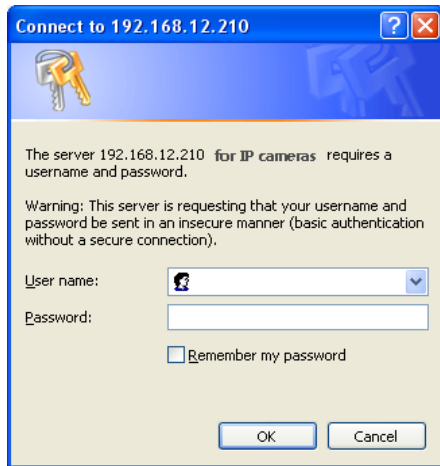 Connect to 192.168.12.210
The server 192.168.12.210 for IP cameras requires a
username and password.
Warning: This server is requesting that your username and
password be sent in an insecure manner (basic authentication
without a secure connection).
User name:
Password:
Remember my password
OK
Cancel